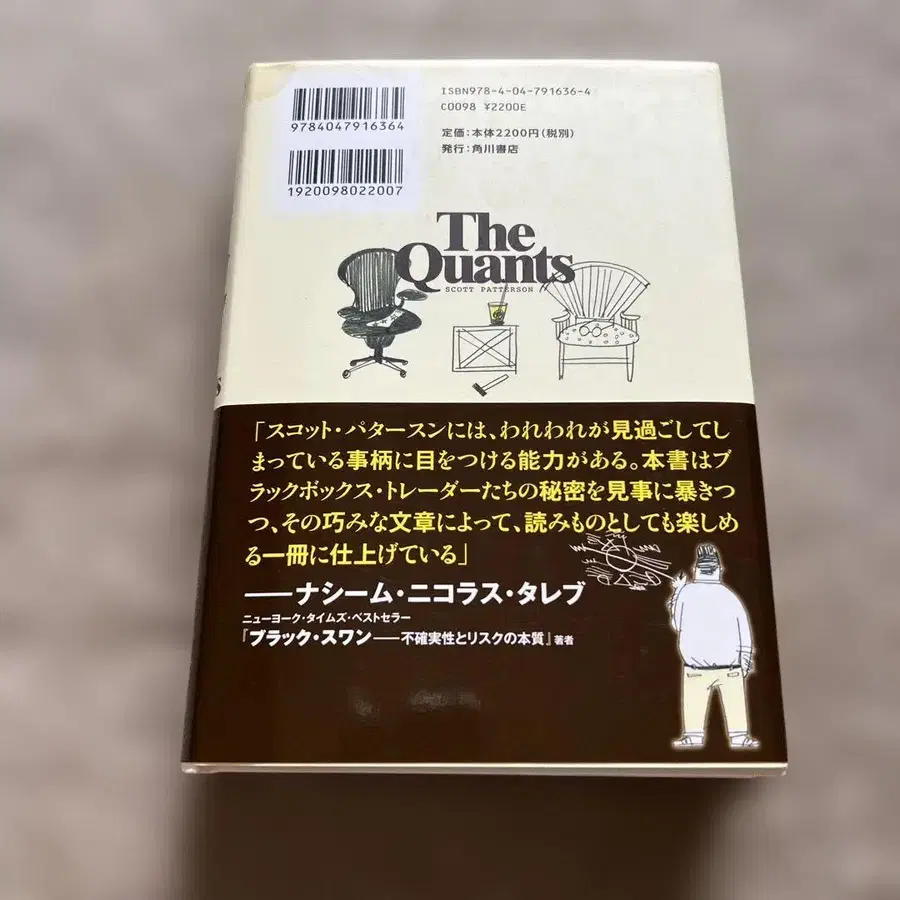 9784047916364
1920098022007
ISBN978-4-04-791636-4
C0098 ¥2200E
定価：本体2200円（税別）
発行：角川書店
The
Quants
SCOTT PATTERSON
「スコット・パタースンには、われわれが見過ごしてし
まっている事柄に目をつける能力がある。本書はブ
ラックボックス・トレーダーたちの秘密を見事に暴きつ
つ、その巧みな文章によって、読みものとしても楽しめ
る一冊に仕上げている」
――ナシーム・ニコラス・タレブ
ニューヨーク・タイムズ・ベストセラー
『ブラック・スワン――不確実性とリスクの本質』著者